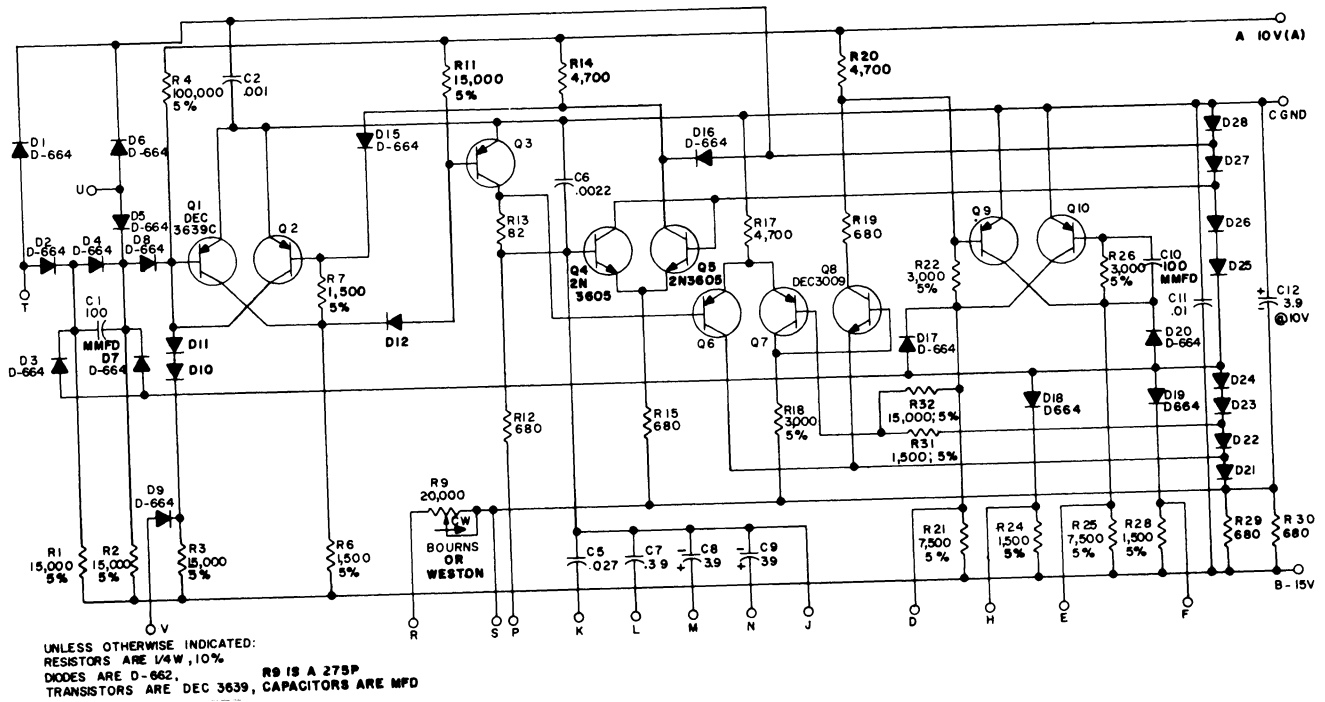 A 10V(A)
R4
100,000
5%
C2
.001
R11
15,000
5%
R14
4,700
R20
4,700
C GND
D1
D-664
D6
D-664
D15
D-664
Q3
D16
D-664
D28
D27
U
C6
.0022
D5
D-664
Q1
DEC
3639C
Q2
R13
82
R17
4,700
R19
680
Q9
Q10
D26
D2
D-664
D4
D-664
D8
D-664
Q4
2N
3605
Q5
2N3605
Q8
DEC3009
R22
3,000
5%
R26
3,000
5%
C10
100
MMFD
D25
T
R7
1,500
5%
C1
100
MMFD
C11
.01
+
-
C12
3.9
@10V
D3
D-664
D7
D-664
D11
D10
D12
Q6
Q7
D17
D-664
D20
D-664
D24
D23
R12
680
R15
680
R18
3,000
5%
R32
15,000; 5%
R31
1,500; 5%
D18
D664
D19
D664
D22
D21
D9
D-664
R9
20,000
CW
BOURNS
OR
WESTON
R1
15,000
5%
R2
15,000
5%
R3
15,000
5%
R6
1,500
5%
C5
.027
C7
.39
-
+
C8
3.9
-
+
C9
39
R21
7,500
5%
R24
1,500
5%
R25
7,500
5%
R28
1,500
5%
R29
680
R30
680
B-15V
V
R
S
P
K
L
M
N
J
D
H
E
F
UNLESS OTHERWISE INDICATED:
RESISTORS ARE 1/4W, 10%
DIODES ARE D-662, R9 IS A 275P
TRANSISTORS ARE DEC 3639, CAPACITORS ARE MFD